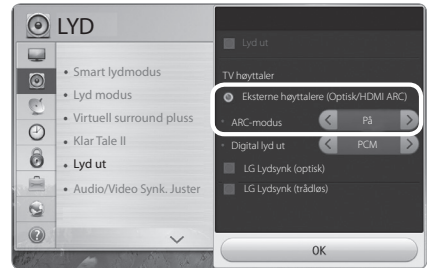 LYD
• Smart lydmodus
• Lyd modus
• Virtuell surround pluss
• Klar Tale II
• Lyd ut
• Audio/Video Synk. Juster
Lyd ut
TV høyttaler
Eksterne høyttalere (Optisk/HDMI ARC)
• ARC-modus < På >
• Digital lyd ut < PCM >
LG Lydsynk (optisk)
LG Lydsynk (trådløs)
OK